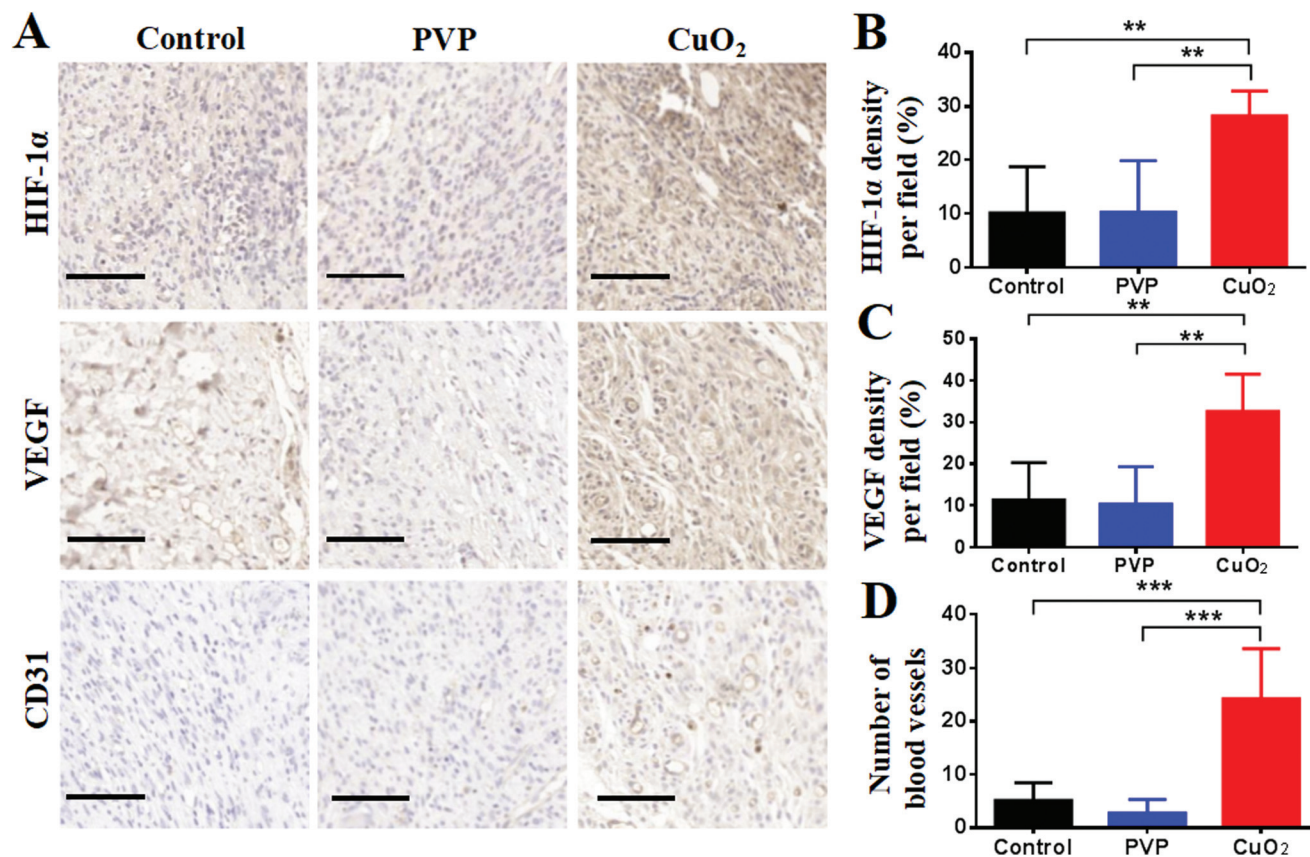 A
Control
PVP
CuO₂
HIF-1α
VEGF
CD31
B
**
**
HIF-1α density
per field (%)
40
30
20
10
0
Control
PVP
CuO₂
C
**
**
VEGF density
per field (%)
50
40
30
20
10
0
Control
PVP
CuO₂
D
***
***
Number of
blood vessels
40
30
20
10
0
Control
PVP
CuO₂